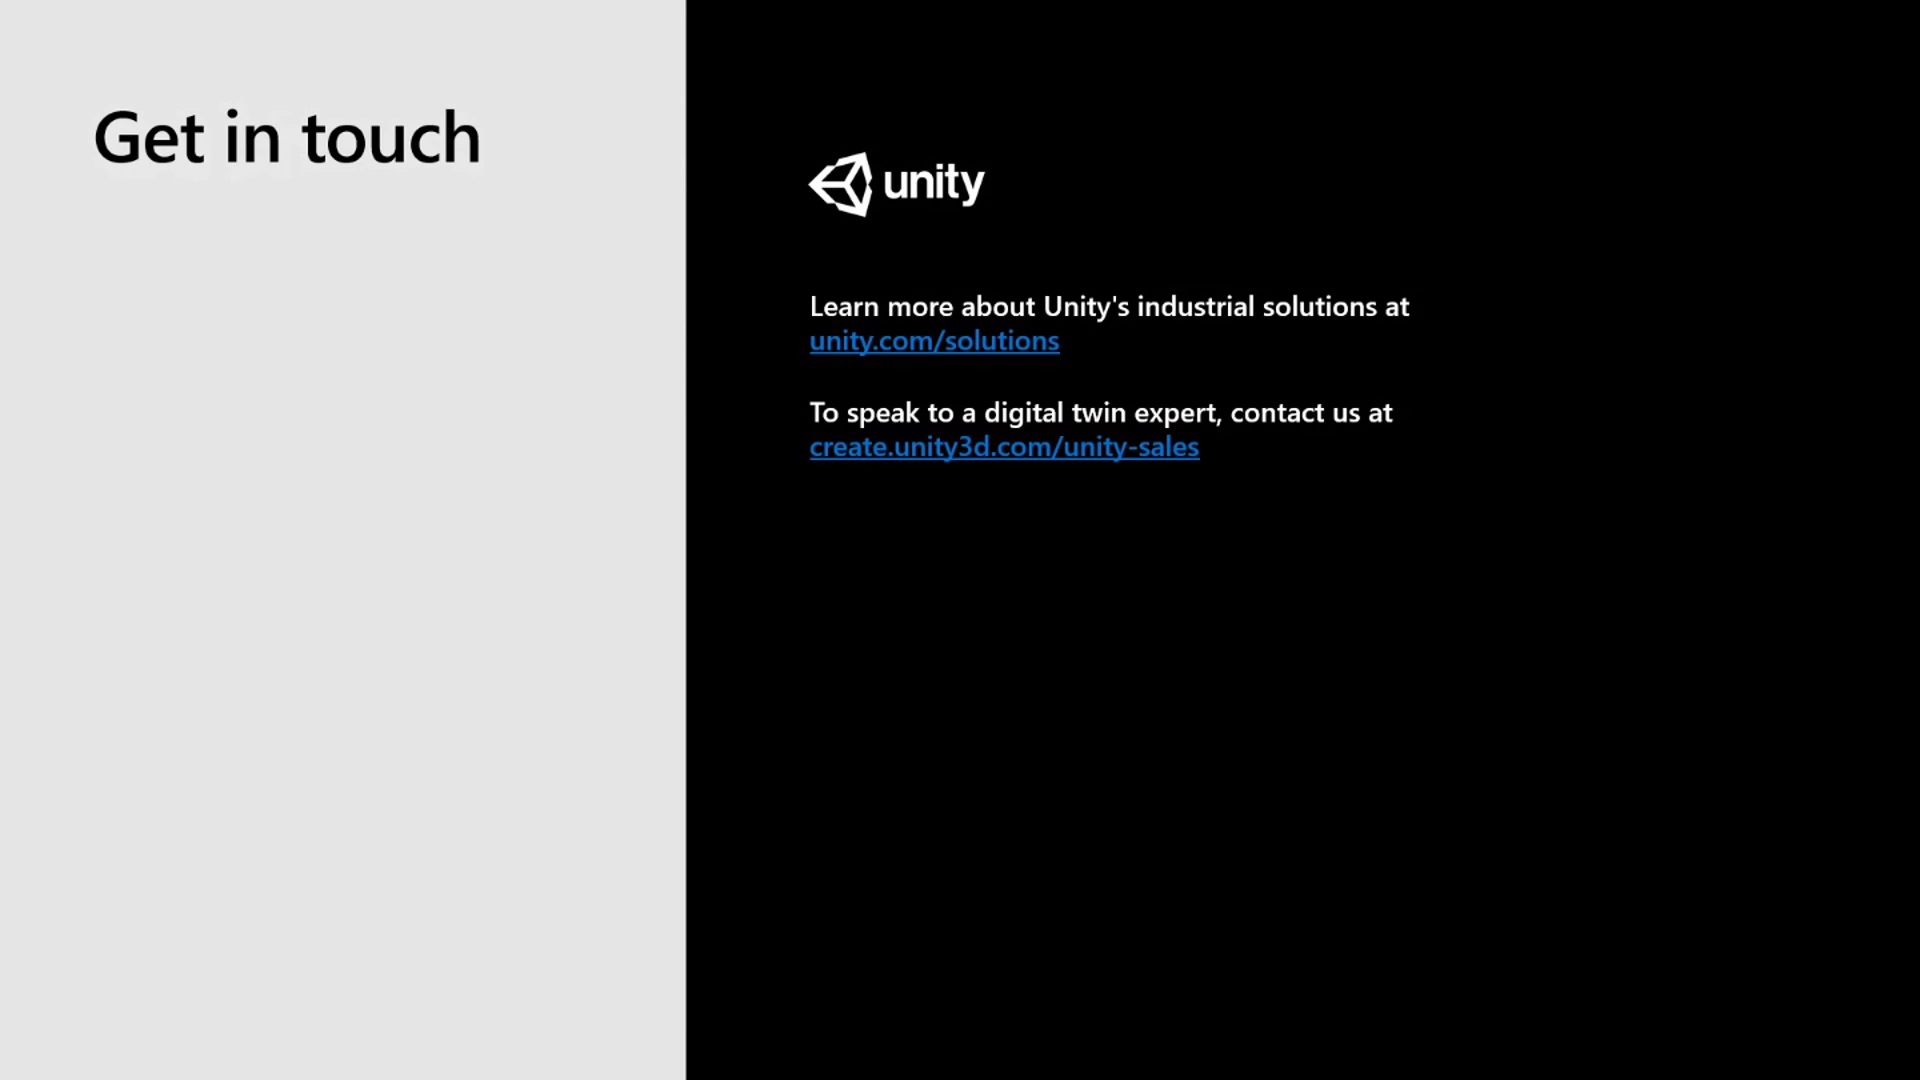 Get in touch
unity
Learn more about Unity's industrial solutions at
unity.com/solutions
To speak to a digital twin expert, contact us at
create.unity3d.com/unity-sales